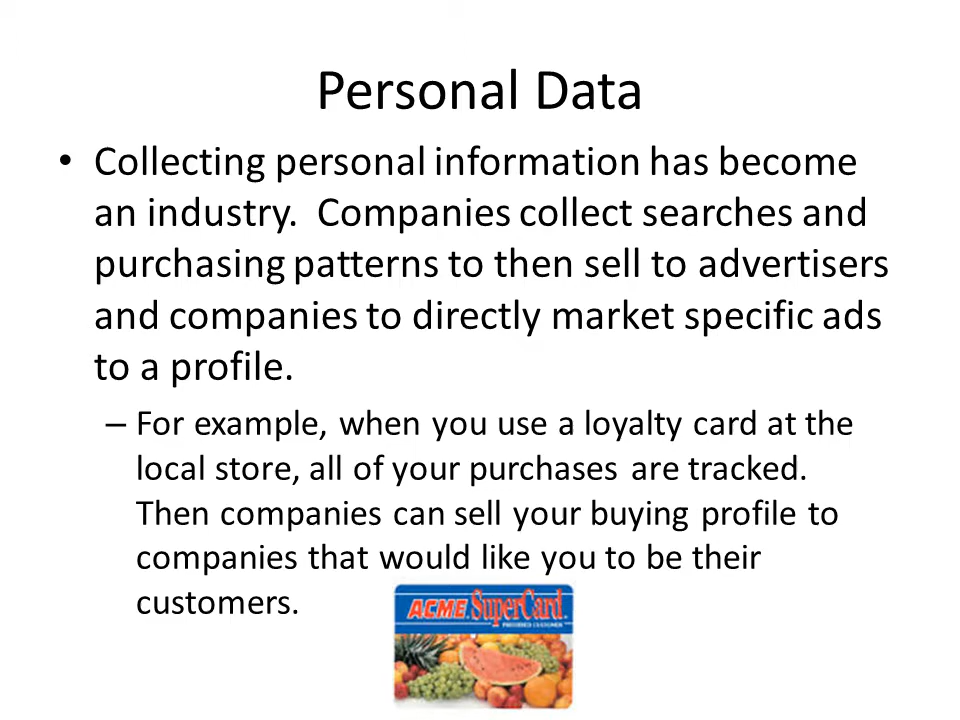 Personal Data
• Collecting personal information has become
an industry.  Companies collect searches and
purchasing patterns to then sell to advertisers
and companies to directly market specific ads
to a profile.
– For example, when you use a loyalty card at the
local store, all of your purchases are tracked.
Then companies can sell your buying profile to
companies that would like you to be their
customers.
ACME. SuperCard.
PREFERRED CUSTOMER